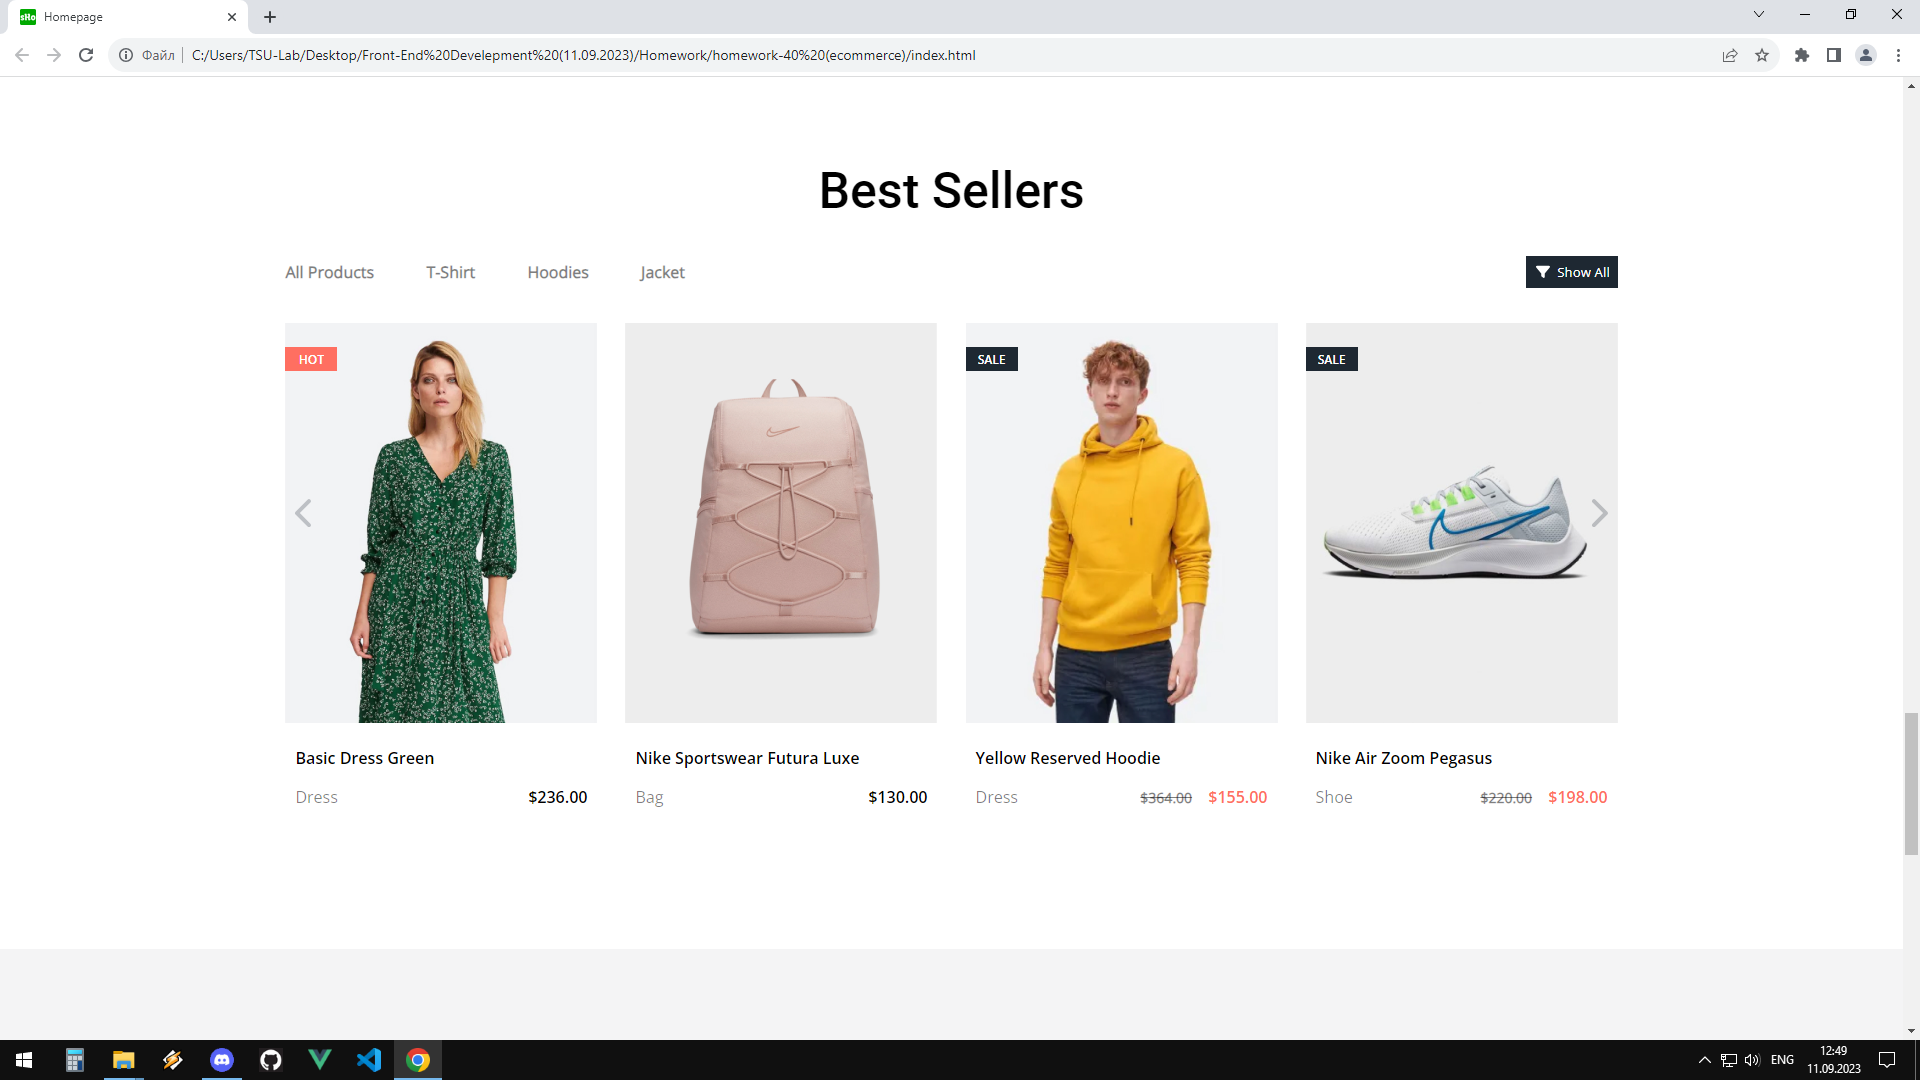 sHo Homepage
Файл C:/Users/TSU-Lab/Desktop/Front-End%20Develepment%20(11.09.2023)/Homework/homework-40%20(ecommerce)/index.html
Best Sellers
All Products T-Shirt Hoodies Jacket Show All
HOT SALE SALE
Basic Dress Green Nike Sportswear Futura Luxe Yellow Reserved Hoodie Nike Air Zoom Pegasus
Dress $236.00 Bag $130.00 Dress $364.00 $155.00 Shoe $220.00 $198.00
ENG 12:49
11.09.2023